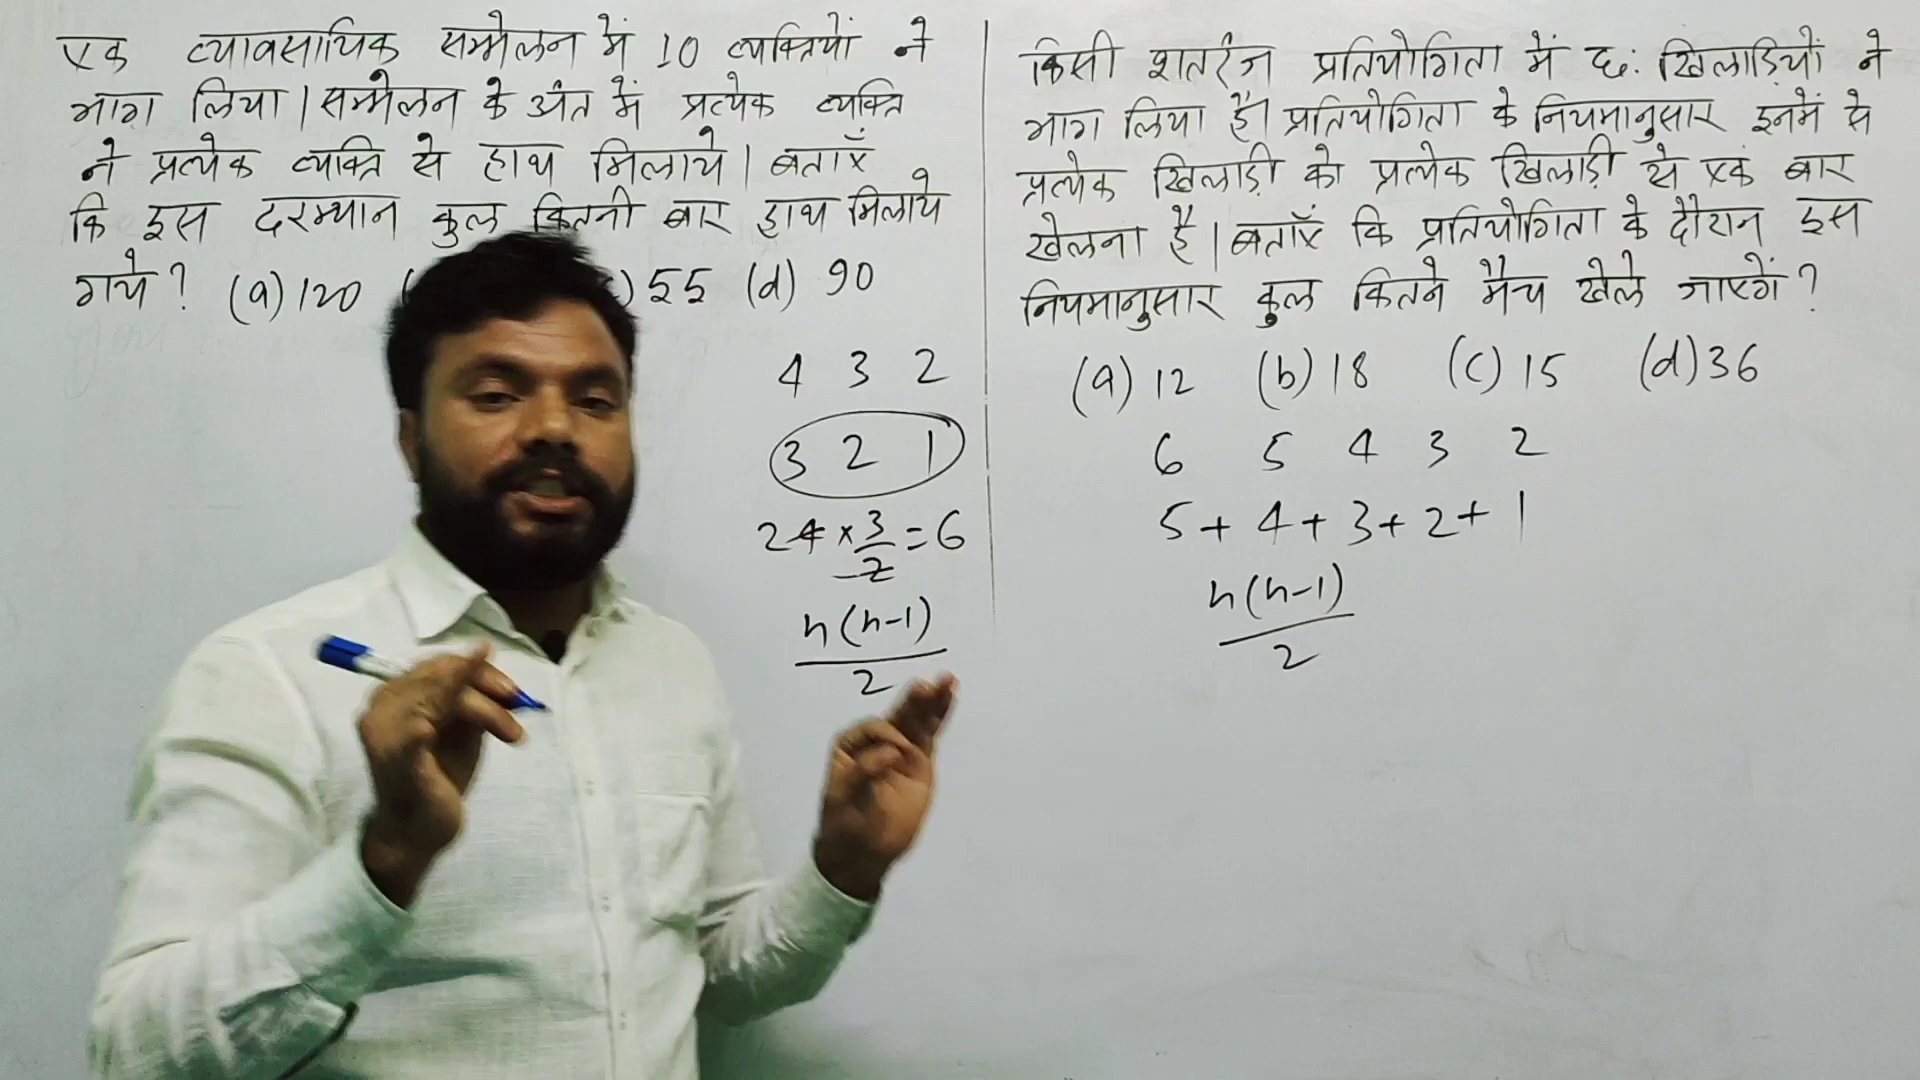 एक व्यावसायिक सम्मेलन में 10 व्यक्तियों ने
भाग लिया। सम्मेलन के अंत में प्रत्येक व्यक्ति
ने प्रत्येक व्यक्ति से हाथ मिलाये। बताएँ
कि इस दरम्यान कुल कितनी बार हाथ मिलाये
गये? (a) 120 ( ) 55 (d) 90
4 3 2
3 2 1
24 × 3/2 = 6
n(n-1)
2
किसी शतरंज प्रतियोगिता में छ: खिलाड़ियों ने
भाग लिया है। प्रतियोगिता के नियमानुसार इनमें से
प्रत्येक खिलाड़ी को प्रत्येक खिलाड़ी से एक बार
खेलना है। बताएँ कि प्रतियोगिता के दौरान इस
नियमानुसार कुल कितने मैच खेले जाएगें?
(a) 12 (b) 18 (c) 15 (d) 36
6 5 4 3 2
5 + 4 + 3 + 2 + 1
n(n-1)
2